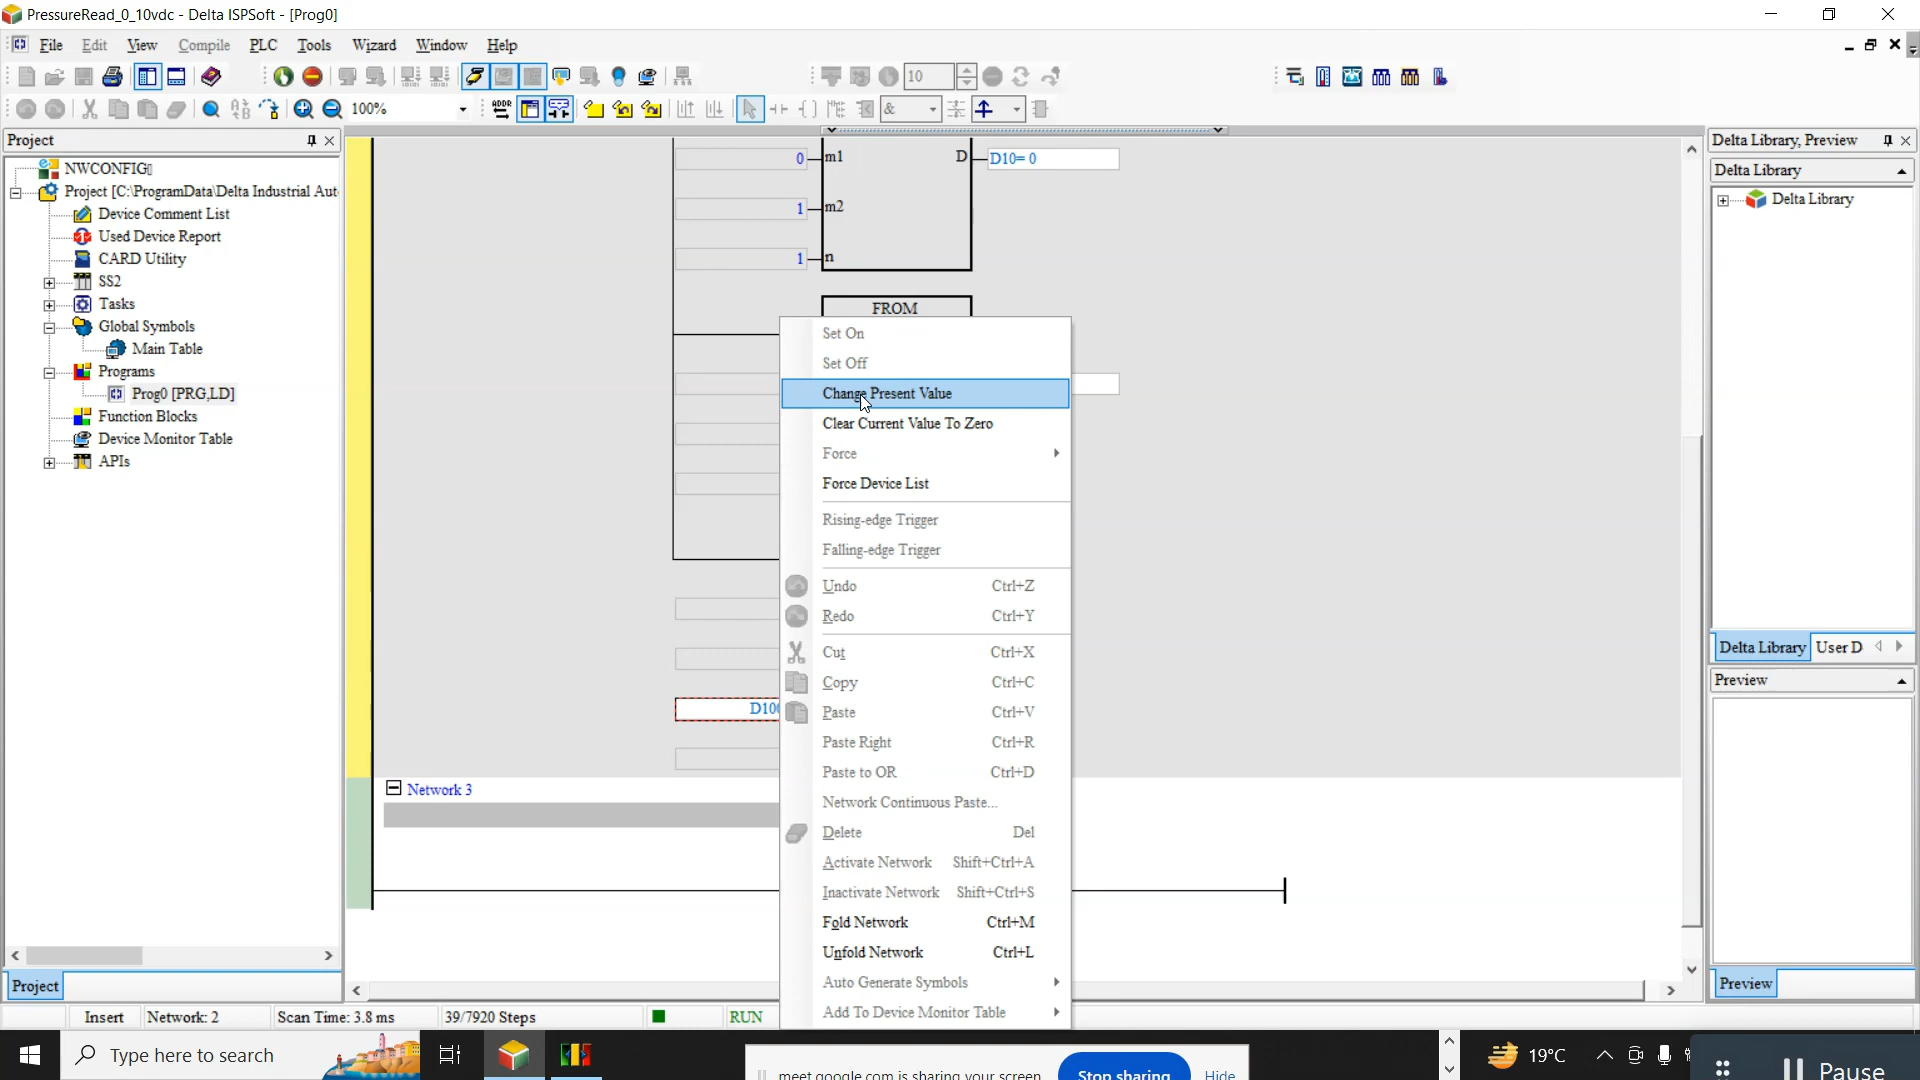 PressureRead_0_10vdc - Delta ISPSoft - [Prog0]
File Edit View Compile PLC Tools Wizard Window Help
10
100%
ADDR
&
Project
NWCONFIG
Project [C:\ProgramData\Delta Industrial Aut
Device Comment List
Used Device Report
CARD Utility
SS2
Tasks
Global Symbols
Main Table
Programs
Prog0 [PRG,LD]
Function Blocks
Device Monitor Table
APIs
Project
0 m1 D D10= 0
1 m2
1 n
FROM
D100
Network 3
Set On
Set Off
Change Present Value
Clear Current Value To Zero
Force
Force Device List
Rising-edge Trigger
Falling-edge Trigger
Undo Ctrl+Z
Redo Ctrl+Y
Cut Ctrl+X
Copy Ctrl+C
Paste Ctrl+V
Paste Right Ctrl+R
Paste to OR Ctrl+D
Network Continuous Paste...
Delete Del
Activate Network Shift+Ctrl+A
Inactivate Network Shift+Ctrl+S
Fold Network Ctrl+M
Unfold Network Ctrl+L
Auto Generate Symbols
Add To Device Monitor Table
Delta Library, Preview
Delta Library
Delta Library
Delta Library User D
Preview
Preview
Insert Network: 2 Scan Time: 3.8 ms 39/7920 Steps RUN
Type here to search
meet.google.com is sharing your screen. Stop sharing Hide
19°C
Pause